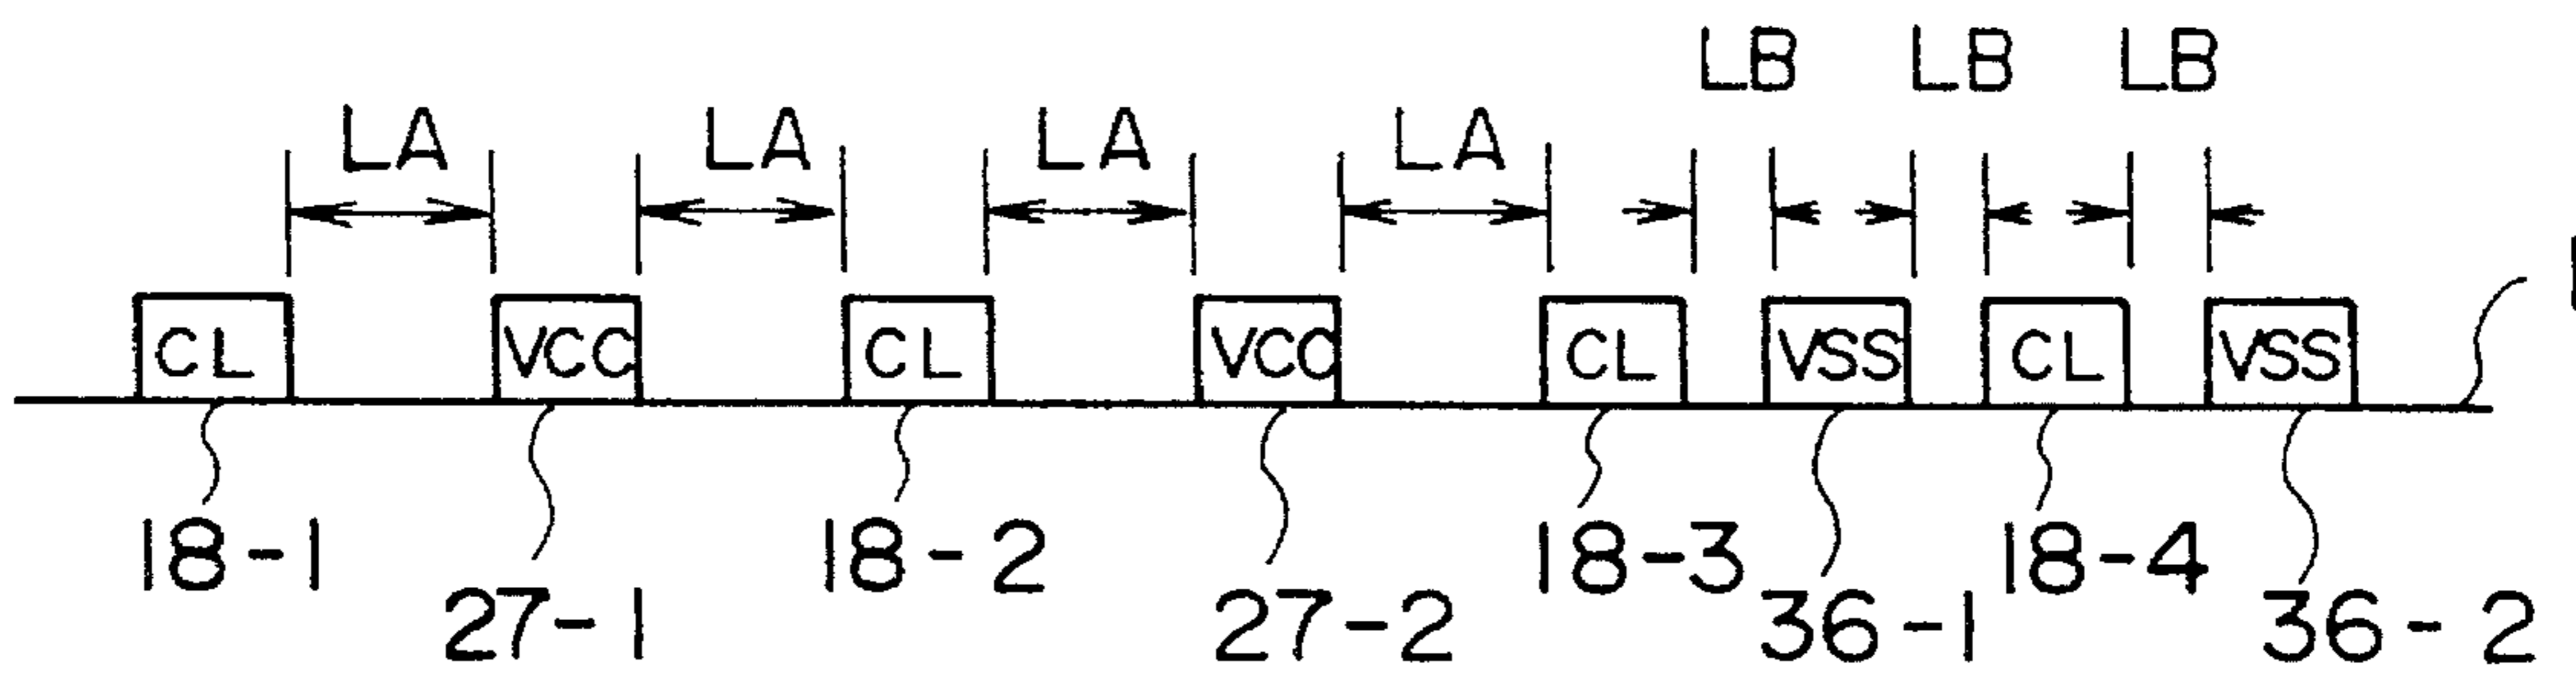 LB LB LB
LA LA LA LA
CL VCC CL VCC CL VSS CL VSS
18-1 18-2 18-3 18-4
27-1 27-2 36-1 36-2